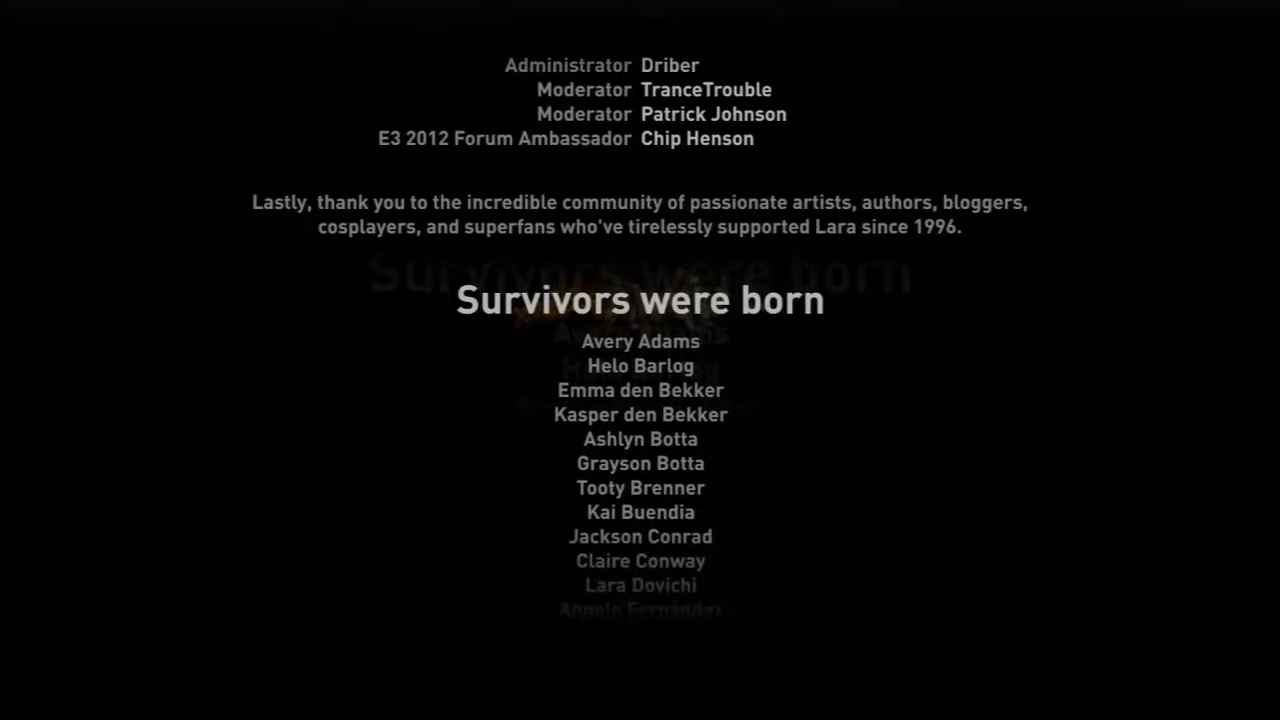 Administrator Driber
Moderator TranceTrouble
Moderator Patrick Johnson
E3 2012 Forum Ambassador Chip Henson
Lastly, thank you to the incredible community of passionate artists, authors, bloggers,
cosplayers, and superfans who've tirelessly supported Lara since 1996.
Survivors were born
Avery Adams
Helo Barlog
Emma den Bekker
Kasper den Bekker
Ashlyn Botta
Grayson Botta
Tooty Brenner
Kai Buendia
Jackson Conrad
Claire Conway
Lara Dovichi
Angelo Fernández